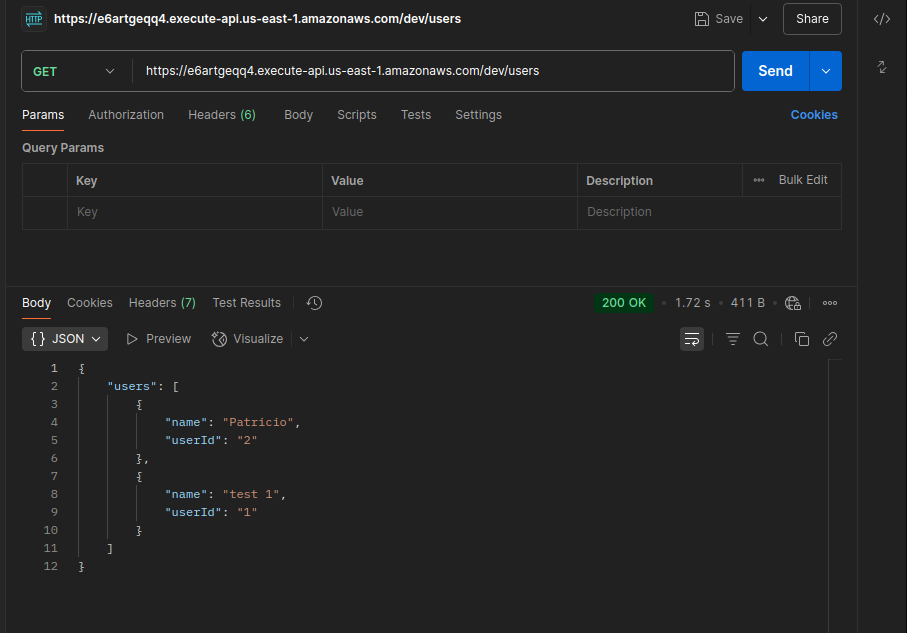 HTTP https://e6artgeqq4.execute-api.us-east-1.amazonaws.com/dev/users Save Share </>
GET https://e6artgeqq4.execute-api.us-east-1.amazonaws.com/dev/users Send
Params Authorization Headers (6) Body Scripts Tests Settings Cookies
Query Params
Key Value Description Bulk Edit
Key Value Description
Body Cookies Headers (7) Test Results 200 OK • 1.72 s • 411 B
{} JSON Preview Visualize
1 {
2 "users": [
3 {
4 "name": "Patricio",
5 "userId": "2"
6 },
7 {
8 "name": "test 1",
9 "userId": "1"
10 }
11 ]
12 }